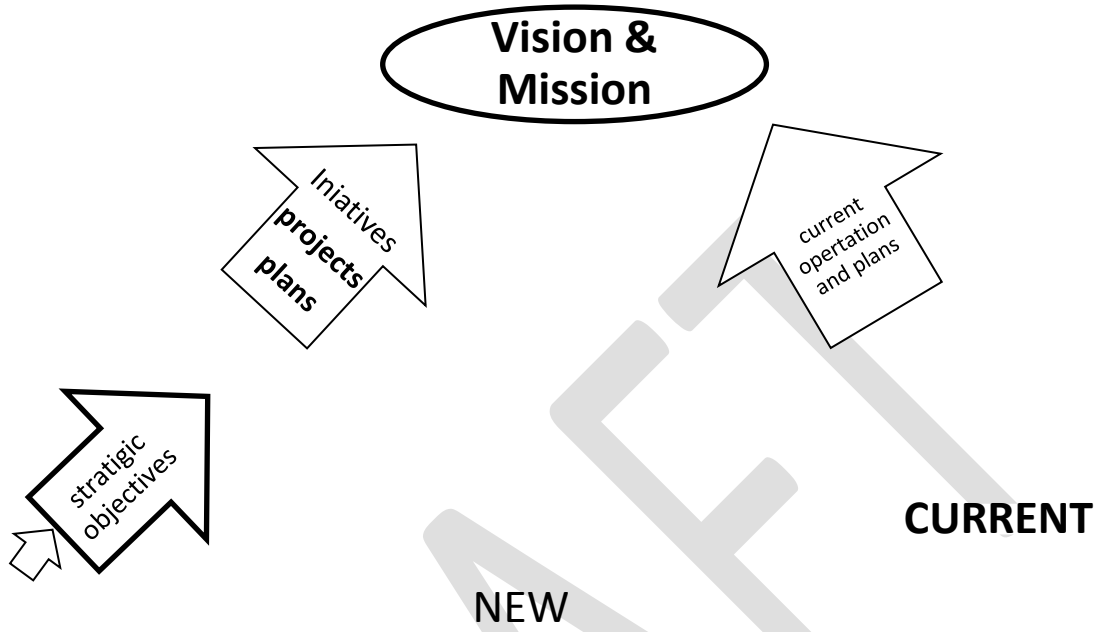 Vision &
Mission
Iniatives
projects
plans
current
opertation
and plans
stratigic
objectives
CURRENT
NEW